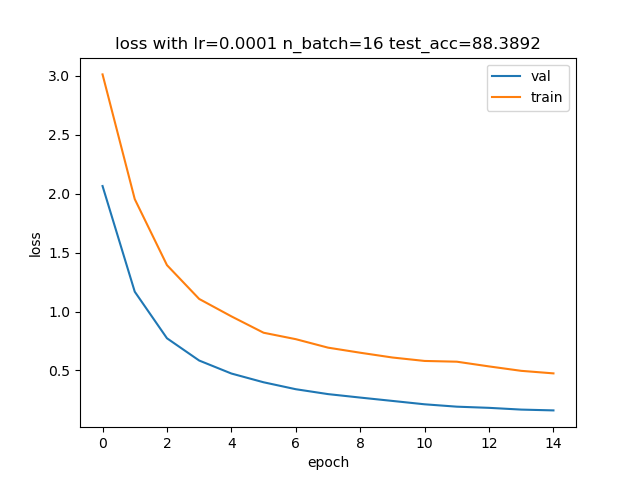 loss with lr=0.0001 n_batch=16 test_acc=88.3892
val
train
3.0
2.5
2.0
1.5
1.0
0.5
loss
0 2 4 6 8 10 12 14
epoch